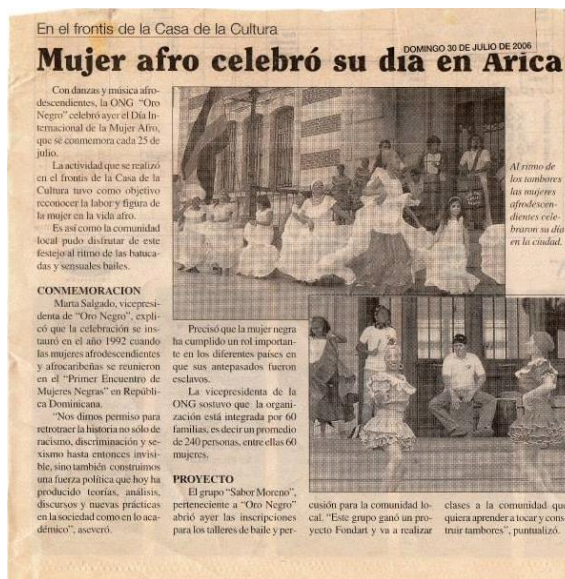 En el frontis de la Casa de la Cultura
DOMINGO 30 DE JULIO DE 2006
Mujer afro celebró su día en Arica
Con danzas y música afro-
descendientes, la ONG "Oro
Negro" celebró ayer el Día In-
ternacional de la Mujer Afro,
que se conmemora cada 25 de
julio.
La actividad que se realizó
en el frontis de la Casa de la
Cultura tuvo como objetivo
reconocer la labor y figura de
la mujer en la vida afro.
Es así como la comunidad
local pudo disfrutar de este
festejo al ritmo de las batuca-
das y sensuales bailes.
CONMEMORACION
Marta Salgado, vicepresi-
denta de "Oro Negro", expli-
có que la celebración se ins-
tauró en el año 1992 cuando
las mujeres afrodescendientes
y afrocaribeñas se reunieron
en el "Primer Encuentro de
Mujeres Negras" en Repúbli-
ca Dominicana.
"Nos dimos permiso para
retrotraer la historia no sólo de
racismo, discriminación y se-
xismo hasta entonces invisi-
ble, sino también construimos
una fuerza política que hoy ha
producido teorías, análisis,
discursos y nuevas prácticas
en la sociedad como en lo aca-
démico", aseveró.
Precisó que la mujer negra
ha cumplido un rol importan-
te en los diferentes países en
que sus antepasados fueron
esclavos.
La vicepresidenta de la
ONG sostuvo que la organi-
zación está integrada por 60
familias, es decir un promedio
de 240 personas, entre ellas 60
mujeres.
PROYECTO
El grupo "Sabor Moreno",
perteneciente a "Oro Negro"
abrió ayer las inscripciones
para los talleres de baile y per-
cusión para la comunidad lo-
cal. "Este grupo ganó un pro-
yecto Fondart y va a realizar
clases a la comunidad que
quiera aprender a tocar y cons-
truir tambores", puntualizó.
Al ritmo de
los tambores
las mujeres
afrodescen-
dientes cele-
braron su día
en la ciudad.